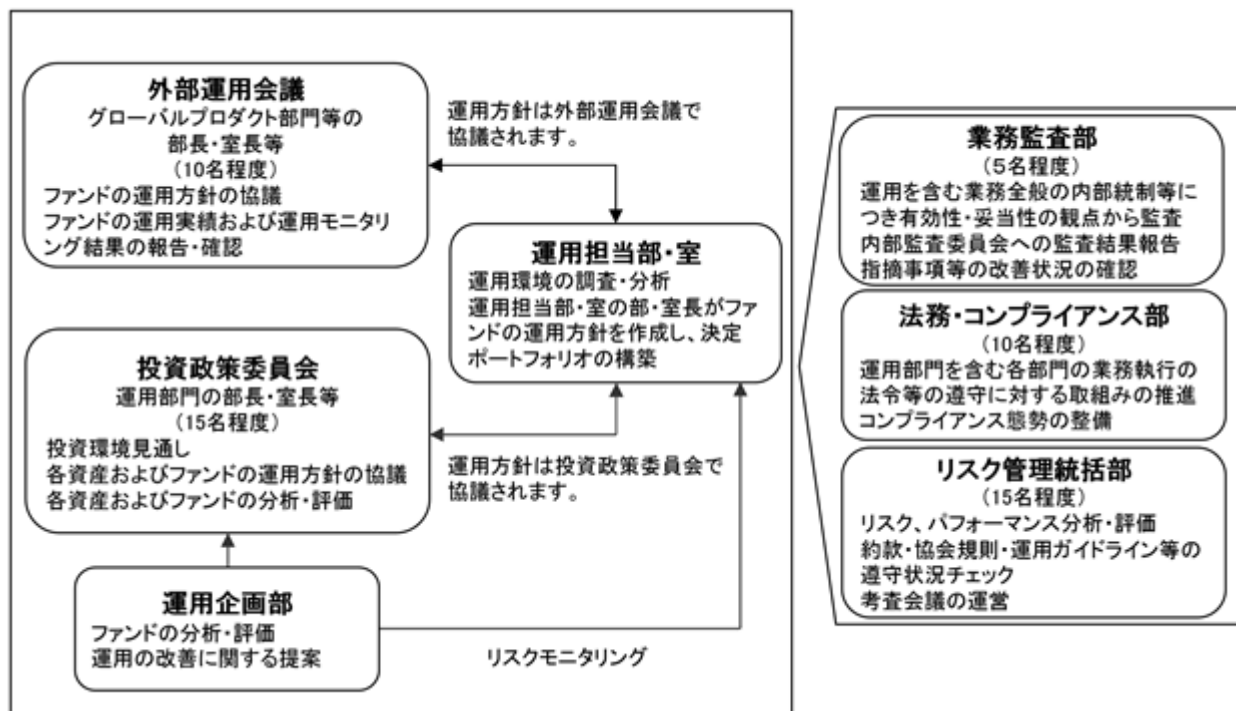 外部運用会議
グローバルプロダクト部門等の
部長・室長等
(10名程度)
ファンドの運用方針の協議
ファンドの運用実績および運用モニタリ
ング結果の報告・確認
運用方針は外部運用会議で
協議されます。
運用担当部・室
運用環境の調査・分析
運用担当部・室の部・室長がファ
ンドの運用方針を作成し、決定
ポートフォリオの構築
投資政策委員会
運用部門の部長・室長等
(15名程度)
投資環境見通し
各資産およびファンドの運用方針の協議
各資産およびファンドの分析・評価
運用方針は投資政策委員会で
協議されます。
運用企画部
ファンドの分析・評価
運用の改善に関する提案
リスクモニタリング
業務監査部
(5名程度)
運用を含む業務全般の内部統制等に
つき有効性・妥当性の観点から監査
内部監査委員会への監査結果報告
指摘事項等の改善状況の確認
法務・コンプライアンス部
(10名程度)
運用部門を含む各部門の業務執行の
法令等の遵守に対する取組みの推進
コンプライアンス態勢の整備
リスク管理統括部
(15名程度)
リスク、パフォーマンス分析・評価
約款・協会規則・運用ガイドライン等の
遵守状況チェック
考査会議の運営